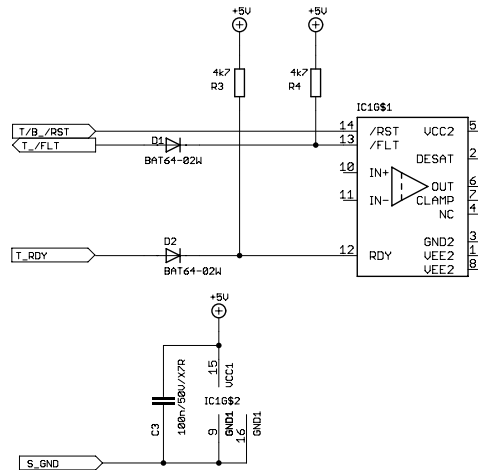 +5V
+5V
4k7
R3
4k7
R4
IC1G$1
T/B_/RST
14 /RST VCC2 5
T_/FLT
D1
13 /FLT
BAT64-02W
DESAT 2
10 IN+
OUT 6
11 IN-
CLAMP 7
NC 4
D2
GND2 3
T_RDY
12 RDY VEE2 1
BAT64-02W
VEE2 8
+5V
15 VCC1
100n/50V/X7R
C3
IC1G$2
9 GND1
16 GND1
S_GND